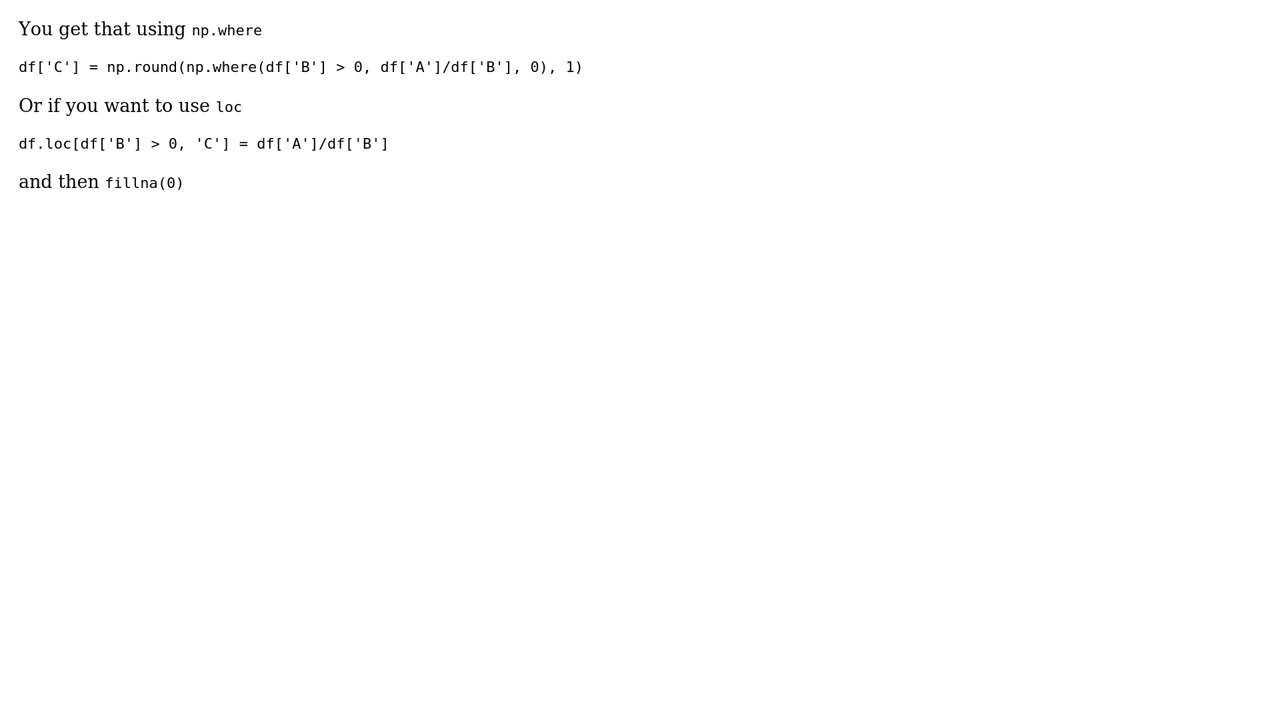 You get that using np.where
df['C'] = np.round(np.where(df['B'] > 0, df['A']/df['B'], 0), 1)
Or if you want to use loc
df.loc[df['B'] > 0, 'C'] = df['A']/df['B']
and then fillna(0)